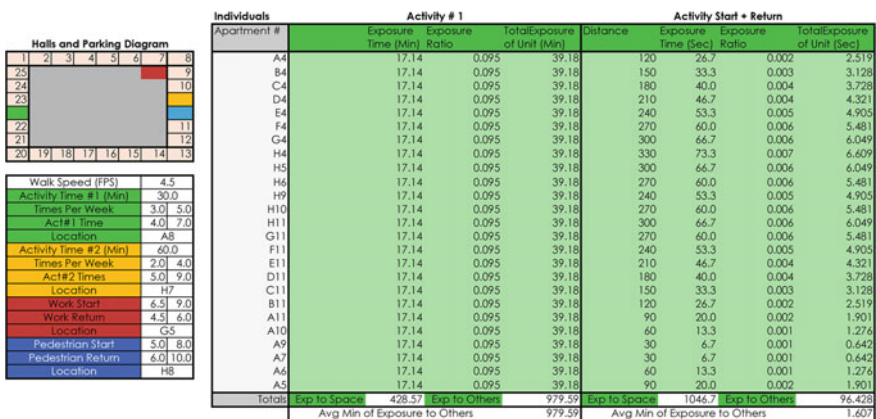 Individuals Activity # 1 Activity Start + Return
Apartment # Exposure Time (Min) Exposure Ratio TotalExposure of Unit (Min) Distance Exposure Time (Sec) Exposure Ratio TotalExposure of Unit (Sec)
A4 17.14 0.095 39.18 120 26.7 0.002 2.519
B4 17.14 0.095 39.18 150 33.3 0.003 3.128
C4 17.14 0.095 39.18 180 40.0 0.004 3.728
D4 17.14 0.095 39.18 210 46.7 0.004 4.321
E4 17.14 0.095 39.18 240 53.3 0.005 4.905
F4 17.14 0.095 39.18 270 60.0 0.006 5.481
G4 17.14 0.095 39.18 300 66.7 0.006 6.049
H4 17.14 0.095 39.18 330 73.3 0.007 6.609
H5 17.14 0.095 39.18 300 66.7 0.006 6.049
H6 17.14 0.095 39.18 270 60.0 0.006 5.481
H9 17.14 0.095 39.18 240 53.3 0.005 4.905
H10 17.14 0.095 39.18 270 60.0 0.006 5.481
H11 17.14 0.095 39.18 300 66.7 0.006 6.049
G11 17.14 0.095 39.18 270 60.0 0.006 5.481
F11 17.14 0.095 39.18 240 53.3 0.005 4.905
E11 17.14 0.095 39.18 210 46.7 0.004 4.321
D11 17.14 0.095 39.18 180 40.0 0.004 3.728
C11 17.14 0.095 39.18 150 33.3 0.003 3.128
B11 17.14 0.095 39.18 120 26.7 0.002 2.519
A11 17.14 0.095 39.18 90 20.0 0.002 1.901
A10 17.14 0.095 39.18 60 13.3 0.001 1.276
A9 17.14 0.095 39.18 30 6.7 0.001 0.642
A7 17.14 0.095 39.18 30 6.7 0.001 0.642
A6 17.14 0.095 39.18 60 13.3 0.001 1.276
A5 17.14 0.095 39.18 90 20.0 0.002 1.901
Totals Exp to Space 428.57 Exp to Others 979.59 Exp to Space 1046.7 Exp to Others 96.428
Avg Min of Exposure to Others 979.59 Avg Min of Exposure to Others 1.607
Halls and Parking Diagram
1 2 3 4 5 6 7 8
25 9
24 10
23
22 11
21 12
20 19 18 17 16 15 14 13
Walk Speed (FPS) 4.5
Activity Time #1 (Min) 30.0
Times Per Week 3.0 5.0
Act#1 Time 4.0 7.0
Location A8
Activity Time #2 (Min) 60.0
Times Per Week 2.0 4.0
Act#2 Times 5.0 9.0
Location H7
Work Start 6.5 9.0
Work Return 4.5 6.0
Location G5
Pedestrian Start 5.0 8.0
Pedestrian Return 6.0 10.0
Location H8